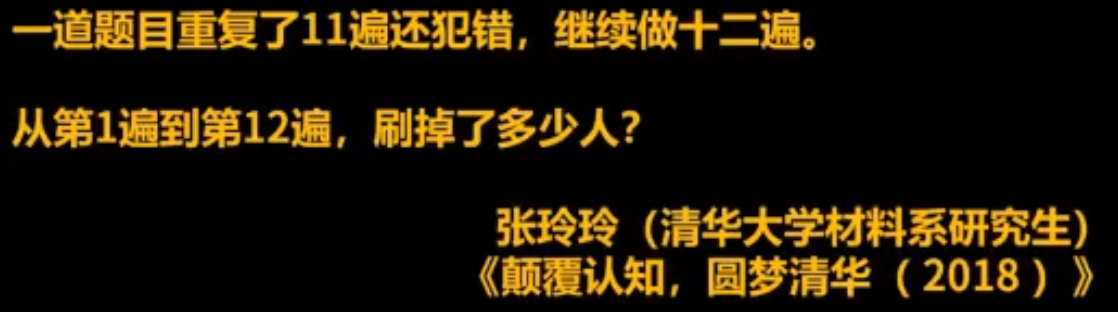 一道题目重复了11遍还犯错，继续做十二遍。
从第1遍到第12遍，刷掉了多少人？
张玲玲（清华大学材料系研究生）
《颠覆认知，圆梦清华（2018）》